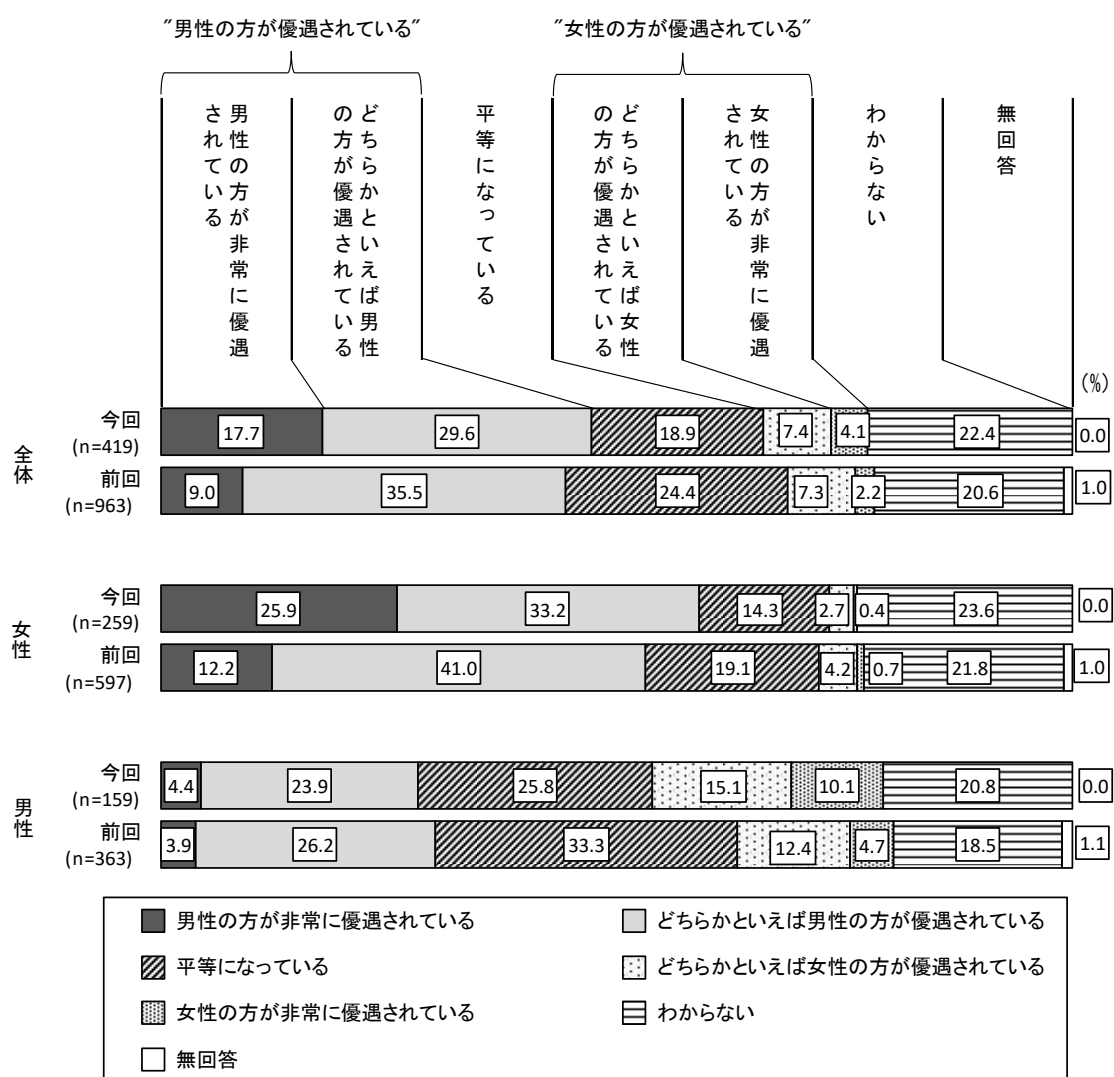 "男性の方が優遇されている"
"女性の方が優遇されている"
男性の方が非常に優遇
されている
どちらかといえば男性
の方が優遇されている
平等になっている
どちらかといえば女性
の方が優遇されている
女性の方が非常に優遇
されている
わからない
無回答
(%)
全体
今回
(n=419)
17.7
29.6
18.9
7.4
4.1
22.4
0.0
前回
(n=963)
9.0
35.5
24.4
7.3
2.2
20.6
1.0
女性
今回
(n=259)
25.9
33.2
14.3
2.7
0.4
23.6
0.0
前回
(n=597)
12.2
41.0
19.1
4.2
0.7
21.8
1.0
男性
今回
(n=159)
4.4
23.9
25.8
15.1
10.1
20.8
0.0
前回
(n=363)
3.9
26.2
33.3
12.4
4.7
18.5
1.1
男性の方が非常に優遇されている
どちらかといえば男性の方が優遇されている
平等になっている
どちらかといえば女性の方が優遇されている
女性の方が非常に優遇されている
わからない
無回答